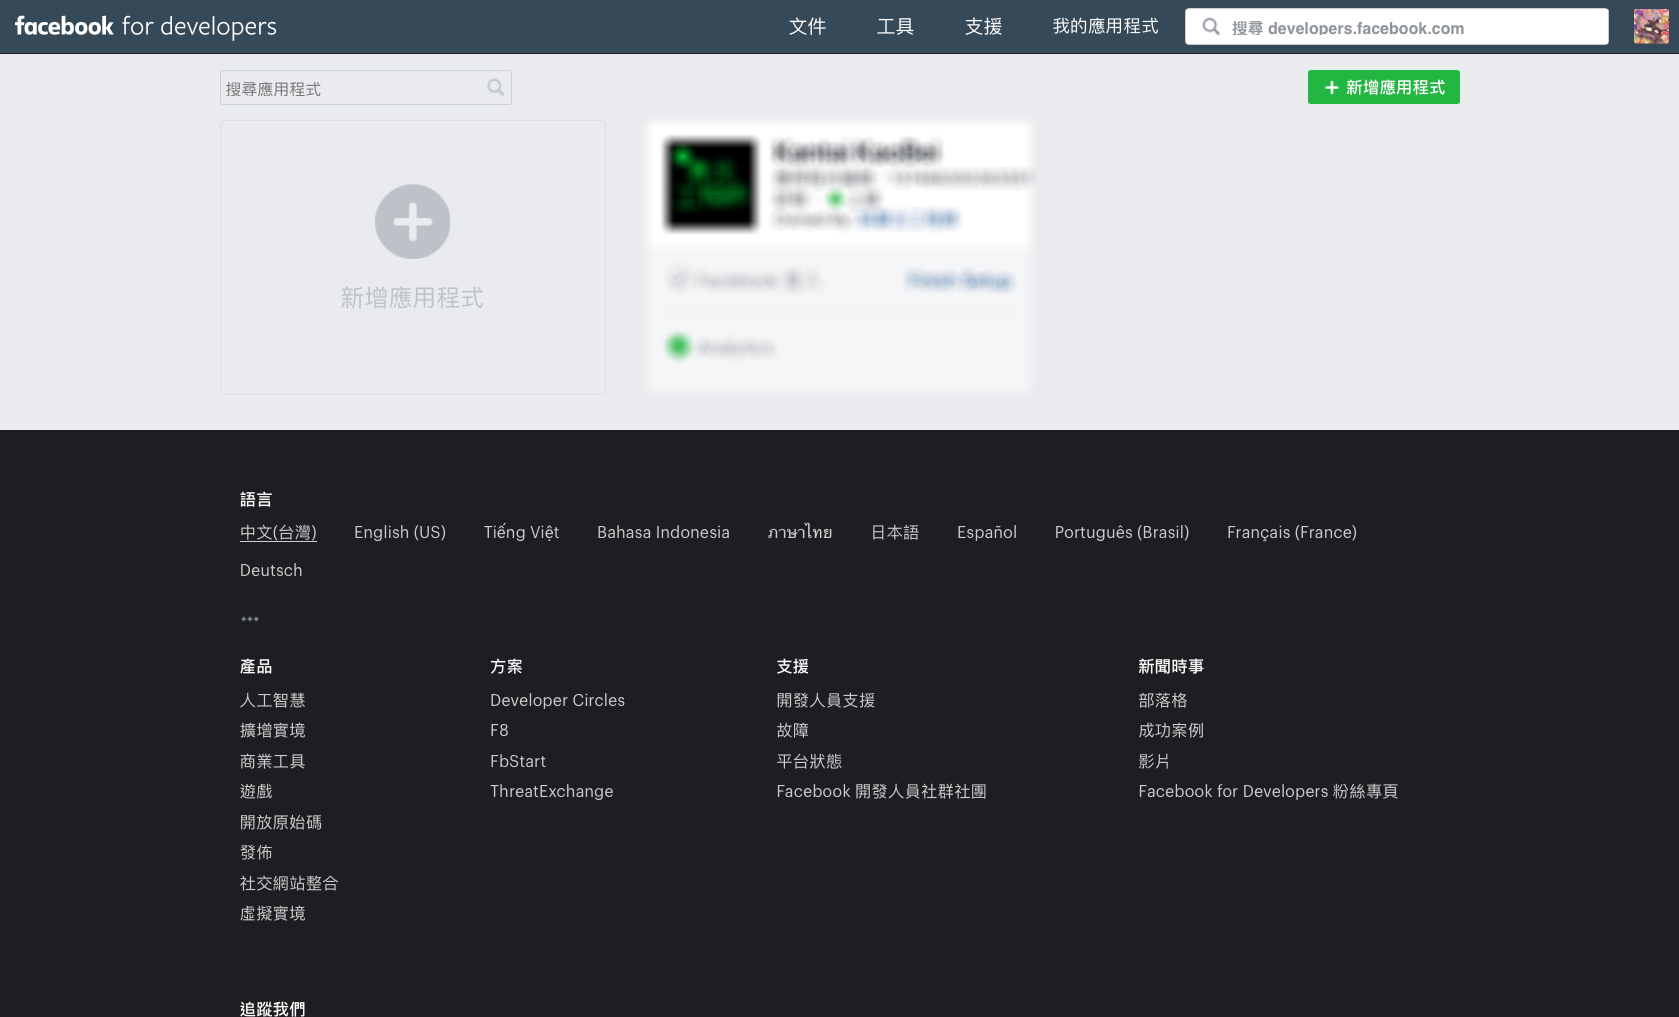 facebook for developers
文件 工具 支援 我的應用程式 搜尋 developers.facebook.com
搜尋應用程式
新增應用程式
新增應用程式
Analytics
語言
中文(台灣) English (US) Tiếng Việt Bahasa Indonesia ภาษาไทย 日本語 Español Português (Brasil) Français (France)
Deutsch
...
產品
人工智慧
擴增實境
商業工具
遊戲
開放原始碼
發佈
社交網站整合
虛擬實境
方案
Developer Circles
F8
FbStart
ThreatExchange
支援
開發人員支援
故障
平台狀態
Facebook 開發人員社群社團
新聞時事
部落格
成功案例
影片
Facebook for Developers 粉絲專頁
追蹤我們